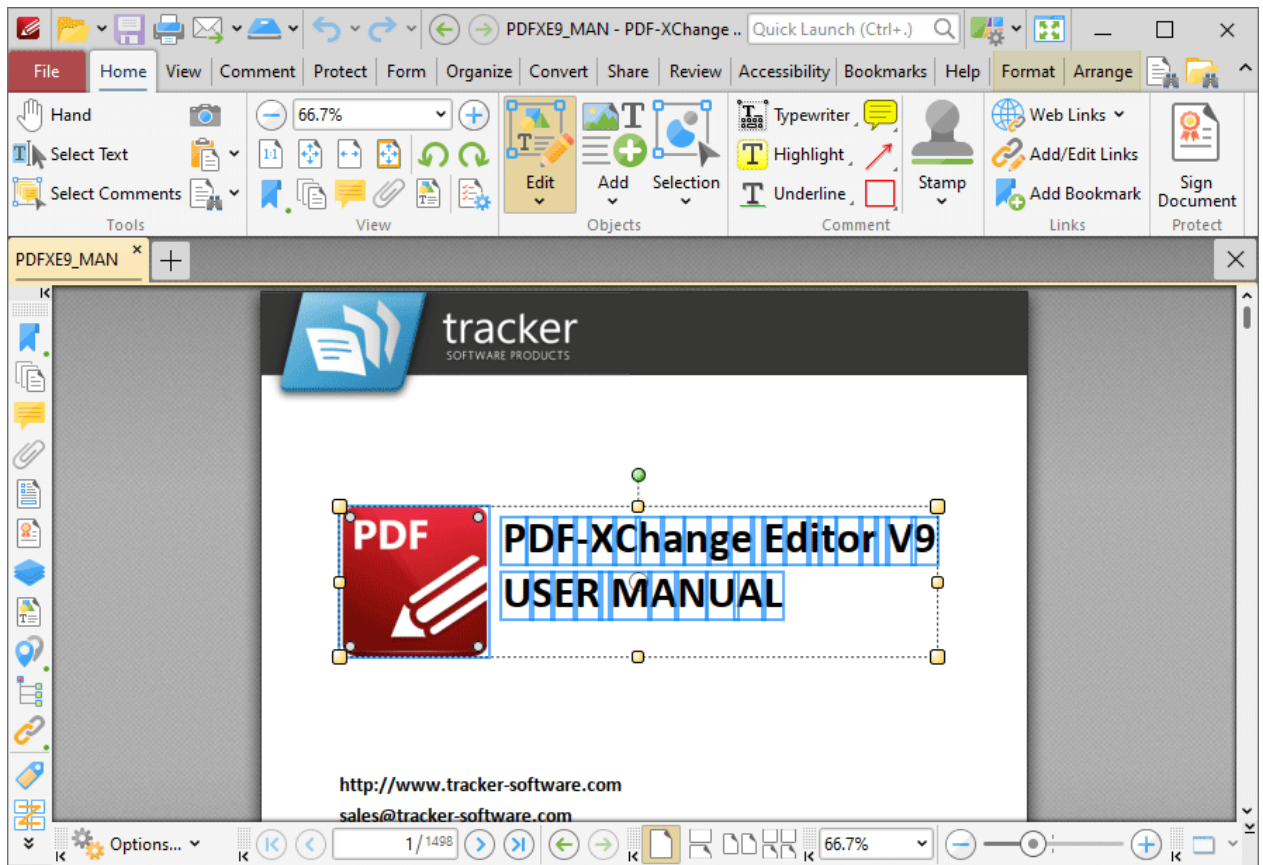 PDFXE9_MAN - PDF-XChange .. Quick Launch (Ctrl+.)
File Home View Comment Protect Form Organize Convert Share Review Accessibility Bookmarks Help Format Arrange
Hand 66.7% Typewriter Web Links
1:1
Select Text Highlight Add/Edit Links
Edit Add Selection Stamp Sign
Select Comments Underline Add Bookmark Document
Tools View Objects Comment Links Protect
PDFXE9_MAN
tracker
SOFTWARE PRODUCTS
PDF PDF-XChange Editor V9
USER MANUAL
http://www.tracker-software.com
sales@tracker-software.com
Options... 1/1498 66.7%